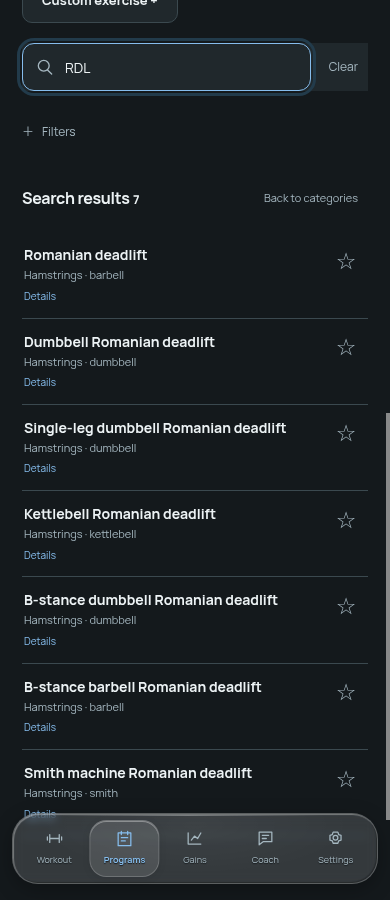 Custom exercise +
RDL
Clear
+ Filters
Search results 7
Back to categories
Romanian deadlift
Hamstrings · barbell
Details
Dumbbell Romanian deadlift
Hamstrings · dumbbell
Details
Single-leg dumbbell Romanian deadlift
Hamstrings · dumbbell
Details
Kettlebell Romanian deadlift
Hamstrings · kettlebell
Details
B-stance dumbbell Romanian deadlift
Hamstrings · dumbbell
Details
B-stance barbell Romanian deadlift
Hamstrings · barbell
Details
Smith machine Romanian deadlift
Hamstrings · smith
Details
Workout
Programs
Gains
Coach
Settings